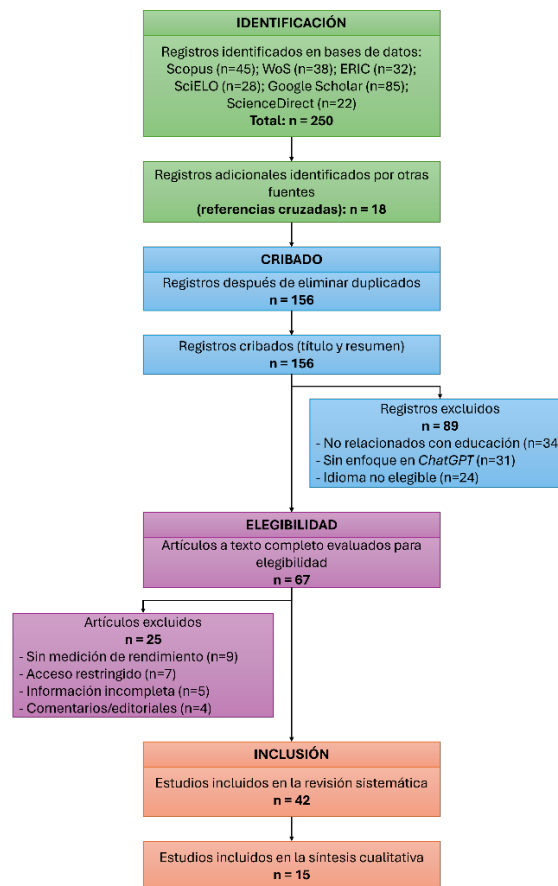 IDENTIFICACIÓN
Registros identificados en bases de datos:
Scopus (n=45); WoS (n=38); ERIC (n=32);
SciELO (n=28); Google Scholar (n=85);
ScienceDirect (n=22)
Total: n = 250
Registros adicionales identificados por otras
fuentes
(referencias cruzadas): n = 18
CRIBADO
Registros después de eliminar duplicados
n = 156
Registros cribados (título y resumen)
n = 156
Registros excluidos
n = 89
- No relacionados con educación (n=34
- Sin enfoque en ChatGPT (n=31)
- Idioma no elegible (n=24)
ELEGIBILIDAD
Artículos a texto completo evaluados para
elegibilidad
n = 67
Artículos excluidos
n = 25
- Sin medición de rendimiento (n=9)
- Acceso restringido (n=7)
- Información incompleta (n=5)
- Comentarios/editoriales (n=4)
INCLUSIÓN
Estudios incluidos en la revisión sistemática
n = 42
Estudios incluidos en la síntesis cualitativa
n = 15